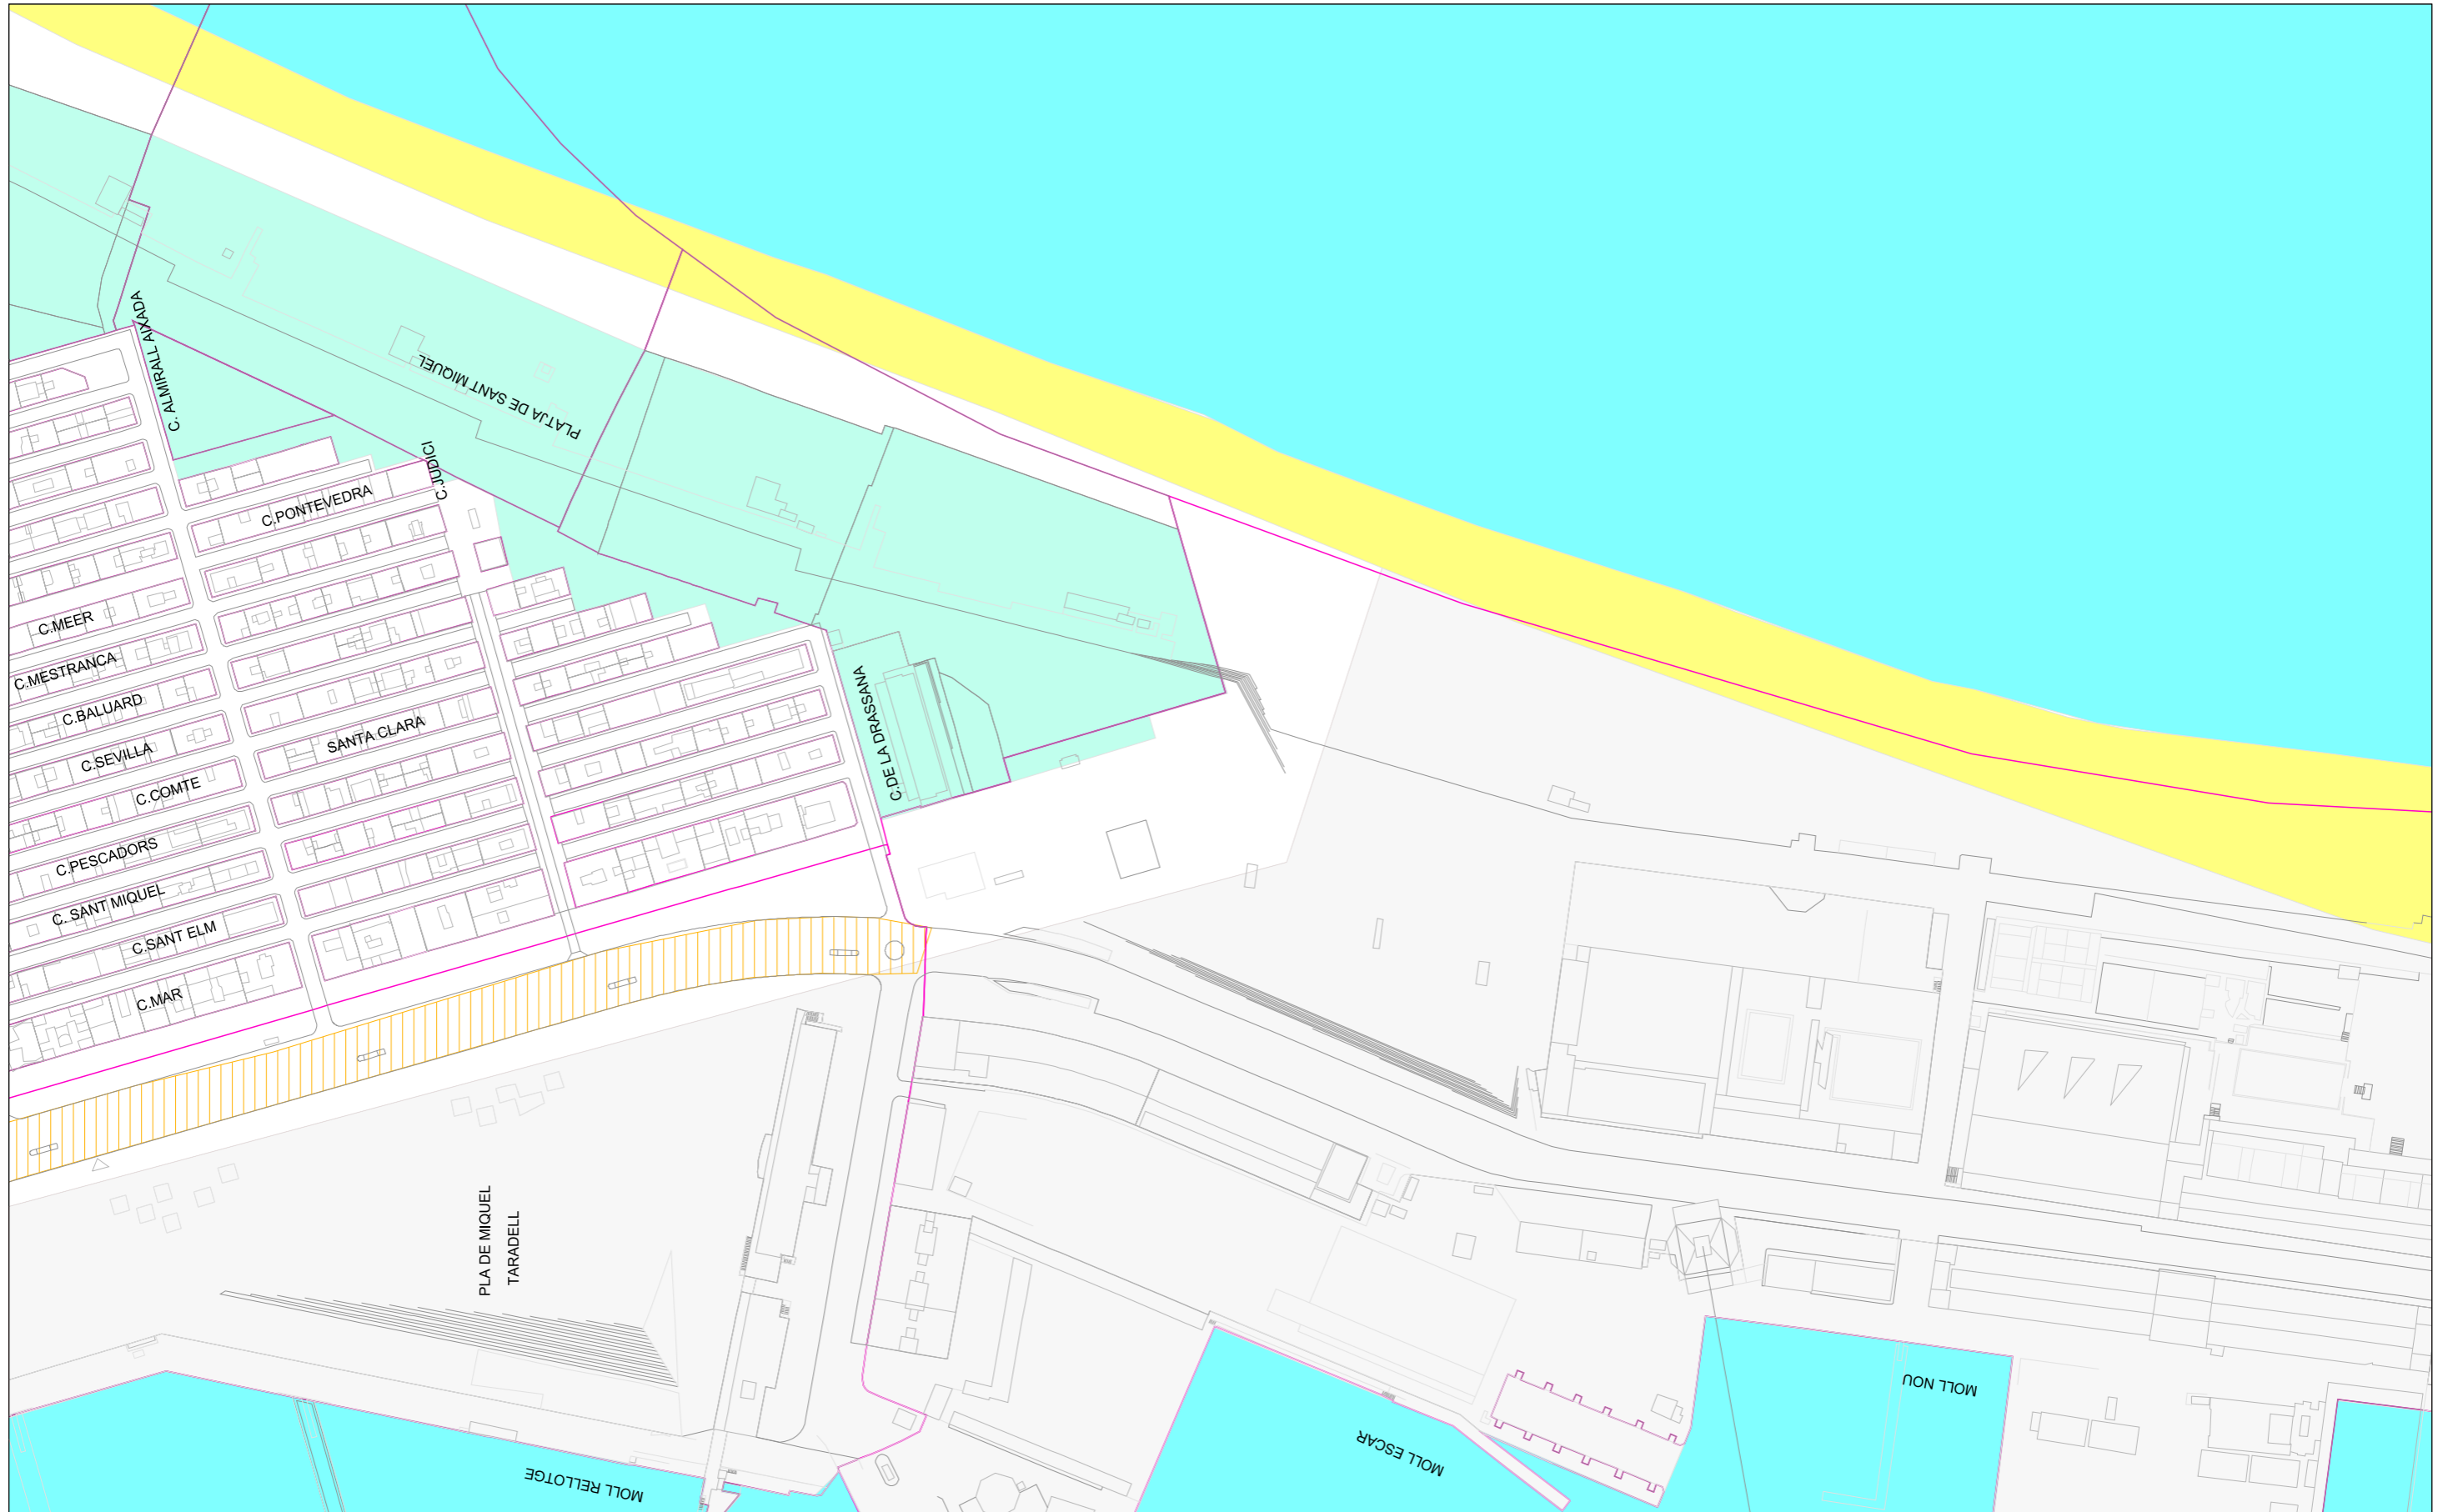 C. ALMIRALL AIXADA
PLATJA DE SANT MIQUEL
C.JUDICI
C.PONTEVEDRA
C.MEER
C.MESTRANCA
C.BALUARD
SANTA CLARA
C.DE LA DRASSANA
C.SEVILLA
C.COMTE
C.PESCADORS
C. SANT MIQUEL
C.SANT ELM
C.MAR
PLA DE MIQUEL
TARADELL
MOLL RELLOTGE
MOLL ESCAR
MOLL NOU